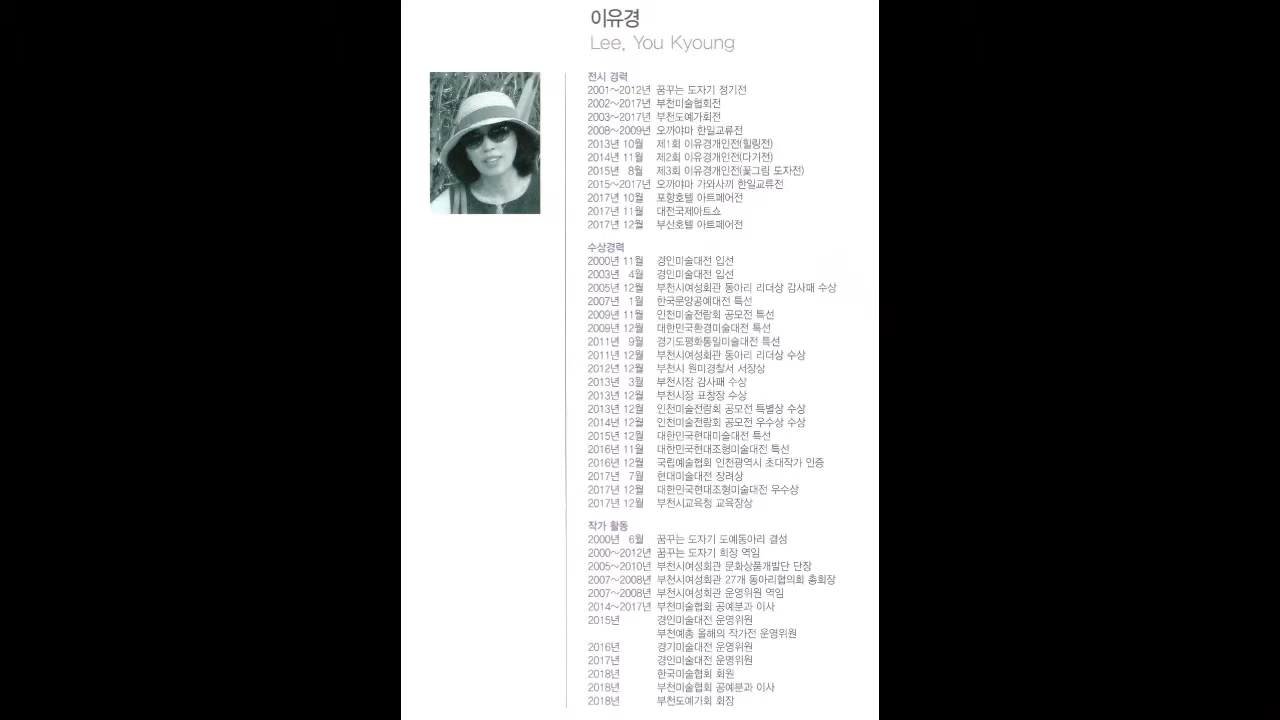 이유경
Lee, You Kyoung
전시 경력
2001~2012년 꿈꾸는 도자기 정기전
2002~2017년 부천미술협회전
2003~2017년 부천도예가회전
2008~2009년 오까야마 한일교류전
2013년 10월 제1회 이유경개인전(힐링전)
2014년 11월 제2회 이유경개인전(다기전)
2015년 8월 제3회 이유경개인전(꽃그림 도자전)
2015~2017년 오까야마 가와사끼 한일교류전
2017년 10월 포항호텔 아트페어전
2017년 11월 대전국제아트쇼
2017년 12월 부산호텔 아트페어전
수상경력
2000년 11월 경인미술대전 입선
2003년 4월 경인미술대전 입선
2005년 12월 부천시여성회관 동아리 리더상 감사패 수상
2007년 1월 한국문양공예대전 특선
2009년 11월 인천미술전람회 공모전 특선
2009년 12월 대한민국환경미술대전 특선
2011년 9월 경기도평화통일미술대전 특선
2011년 12월 부천시여성회관 동아리 리더상 수상
2012년 12월 부천시 원미경찰서 서장상
2013년 3월 부천시장 감사패 수상
2013년 12월 부천시장 표창장 수상
2013년 12월 인천미술전람회 공모전 특별상 수상
2014년 12월 인천미술전람회 공모전 우수상 수상
2015년 12월 대한민국현대미술대전 특선
2016년 11월 대한민국현대조형미술대전 특선
2016년 12월 국립예술협회 인천광역시 초대작가 인증
2017년 7월 현대미술대전 장려상
2017년 12월 대한민국현대조형미술대전 우수상
2017년 12월 부천시교육청 교육장상
작가 활동
2000년 6월 꿈꾸는 도자기 도예동아리 결성
2000~2012년 꿈꾸는 도자기 회장 역임
2005~2010년 부천시여성회관 문화상품개발단 단장
2007~2008년 부천시여성회관 27개 동아리협의회 총회장
2007~2008년 부천시여성회관 운영위원 역임
2014~2017년 부천미술협회 공예분과 이사
2015년 경인미술대전 운영위원
부천예총 올해의 작가전 운영위원
2016년 경기미술대전 운영위원
2017년 경인미술대전 운영위원
2018년 한국미술협회 회원
2018년 부천미술협회 공예분과 이사
2018년 부천도예가회 회장